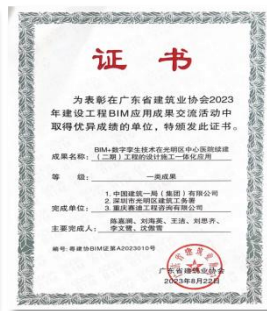 证书
为表彰在广东省建筑业协会2023
年建设工程BIM应用成果交流活动中
取得优异成绩的单位，特颁发此证书。
BIM+数字孪生技术在光明区中心医院续建
成果名称：（二期）工程的设计施工一体化应用
等 级： 一类成果
1. 中国建筑一局（集团）有限公司
2. 深圳市光明区建筑工务署
完成单位：3. 重庆赛迪工程咨询有限公司
陈嘉润、刘海英、王洁、刘思齐、
主要完成人：李文慧、沈傲雪
编号：粤建协BIM证第A2023010号
广东省建筑业协会
2023年8月22日